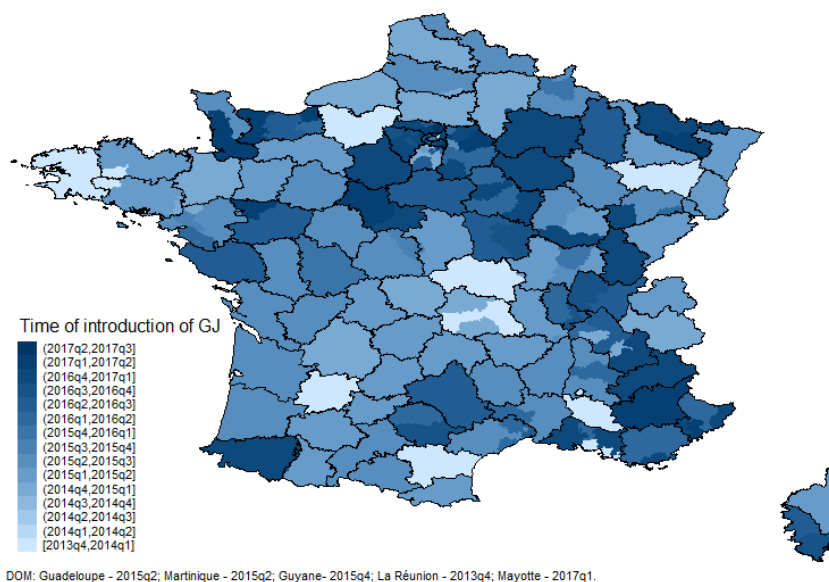 Time of introduction of GJ
(2017q2,2017q3]
(2017q1,2017q2]
(2016q4,2017q1]
(2016q3,2016q4]
(2016q2,2016q3]
(2016q1,2016q2]
(2015q4,2016q1]
(2015q3,2015q4]
(2015q2,2015q3]
(2015q1,2015q2]
(2014q4,2015q1]
(2014q3,2014q4]
(2014q2,2014q3]
(2014q1,2014q2]
[2013q4,2014q1]
DOM: Guadeloupe - 2015q2; Martinique - 2015q2; Guyane- 2015q4; La Réunion - 2013q4; Mayotte - 2017q1.